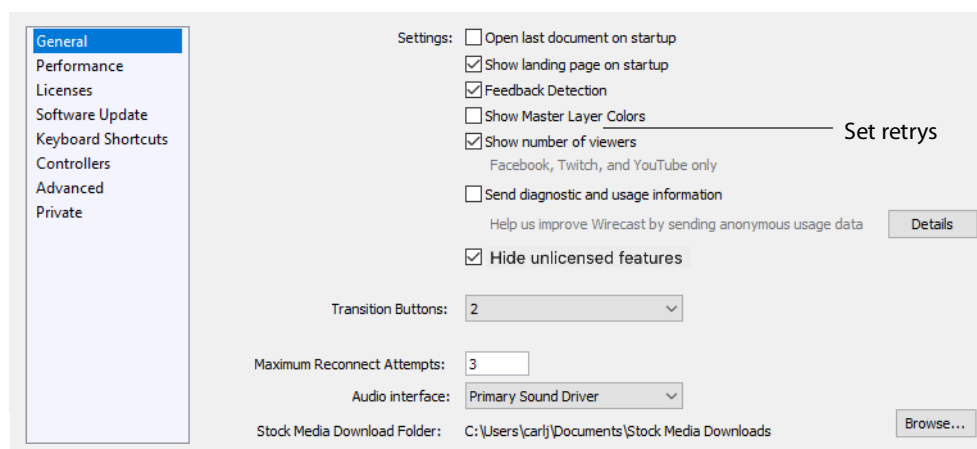 General
Performance
Licenses
Software Update
Keyboard Shortcuts
Controllers
Advanced
Private
Settings: Open last document on startup
Show landing page on startup
Feedback Detection
Show Master Layer Colors
Set retrys
Show number of viewers
Facebook, Twitch, and YouTube only
Send diagnostic and usage information
Help us improve Wirecast by sending anonymous usage data Details
Hide unlicensed features
Transition Buttons: 2
Maximum Reconnect Attempts: 3
Audio interface: Primary Sound Driver
Stock Media Download Folder: C:\Users\carlj\Documents\Stock Media Downloads Browse...